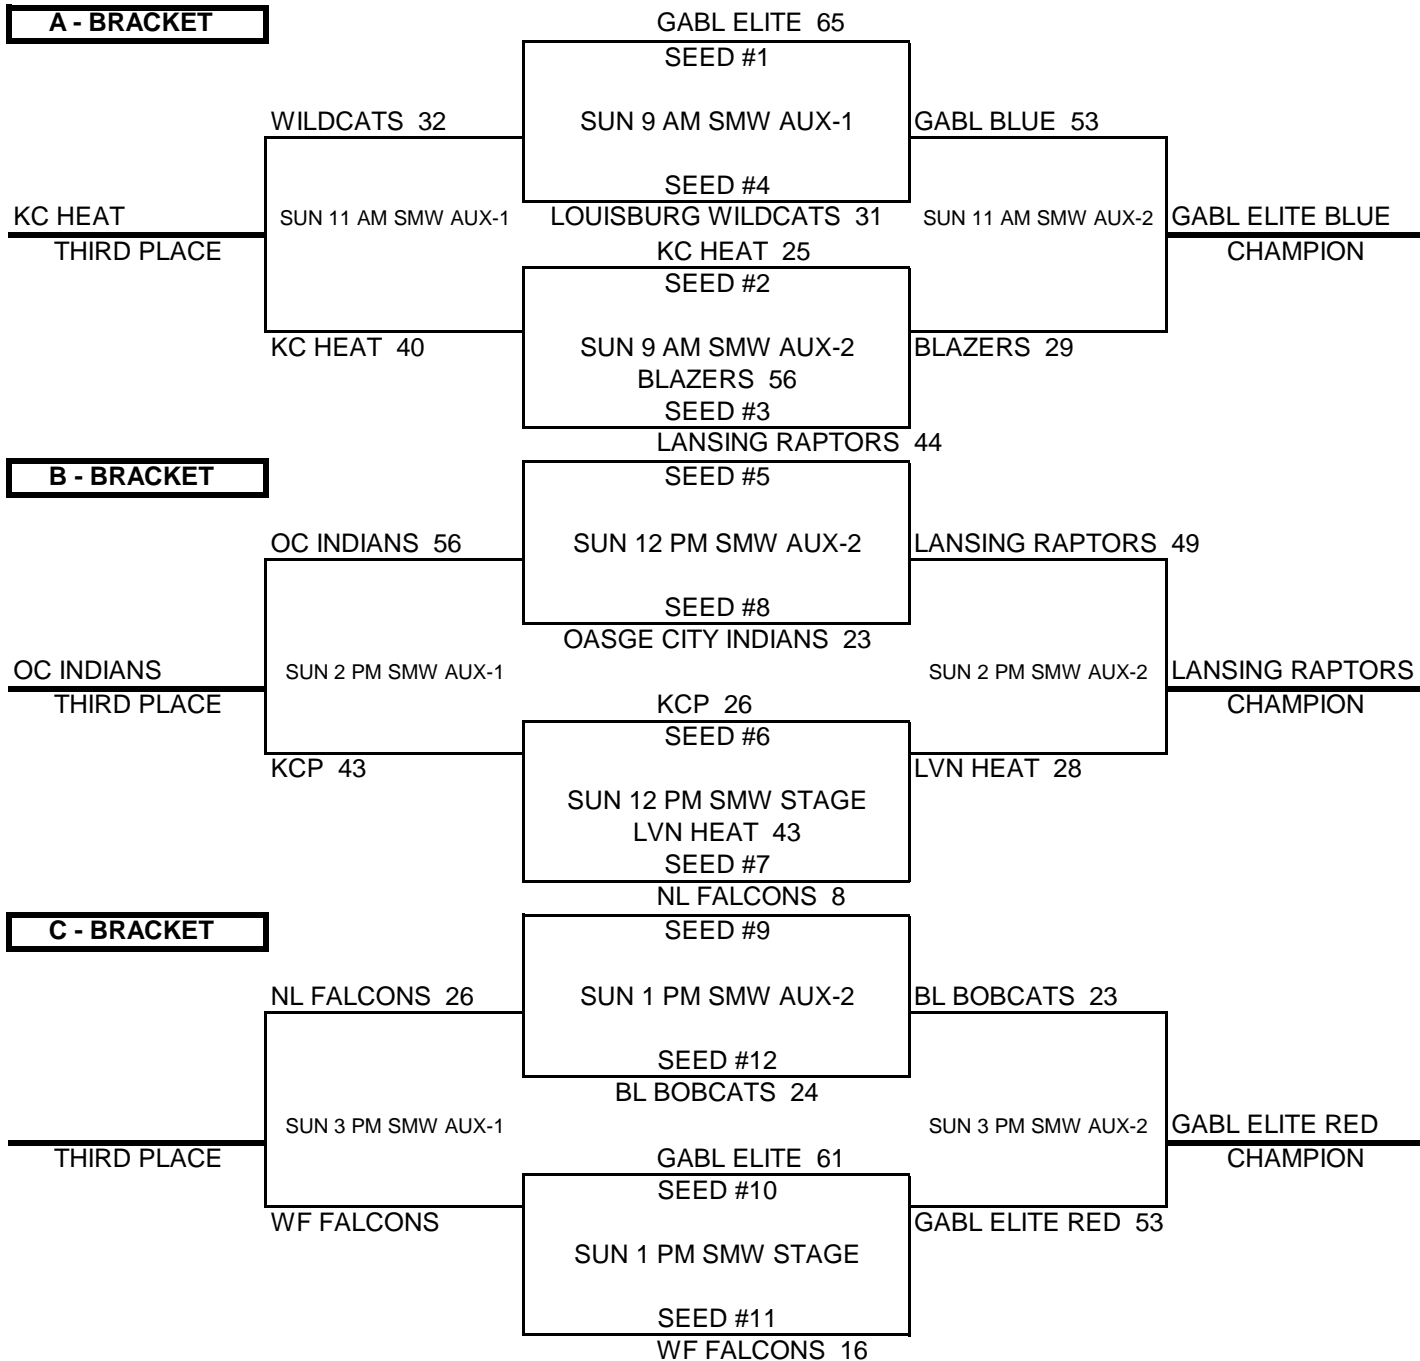 A - BRACKET
GABL ELITE 65
SEED #1
WILDCATS 32
SUN 9 AM SMW AUX-1
GABL BLUE 53
SEED #4
KC HEAT
SUN 11 AM SMW AUX-1
LOUISBURG WILDCATS 31
SUN 11 AM SMW AUX-2
GABL ELITE BLUE
THIRD PLACE
KC HEAT 25
CHAMPION
SEED #2
KC HEAT 40
SUN 9 AM SMW AUX-2
BLAZERS 29
BLAZERS 56
SEED #3
LANSING RAPTORS 44
B - BRACKET
SEED #5
OC INDIANS 56
SUN 12 PM SMW AUX-2
LANSING RAPTORS 49
SEED #8
OASGE CITY INDIANS 23
OC INDIANS
SUN 2 PM SMW AUX-1
SUN 2 PM SMW AUX-2
LANSING RAPTORS
THIRD PLACE
KCP 26
CHAMPION
SEED #6
KCP 43
LVN HEAT 28
SUN 12 PM SMW STAGE
LVN HEAT 43
SEED #7
NL FALCONS 8
C - BRACKET
SEED #9
NL FALCONS 26
SUN 1 PM SMW AUX-2
BL BOBCATS 23
SEED #12
BL BOBCATS 24
SUN 3 PM SMW AUX-1
SUN 3 PM SMW AUX-2
GABL ELITE RED
THIRD PLACE
GABL ELITE 61
CHAMPION
SEED #10
WF FALCONS
GABL ELITE RED 53
SUN 1 PM SMW STAGE
SEED #11
WF FALCONS 16